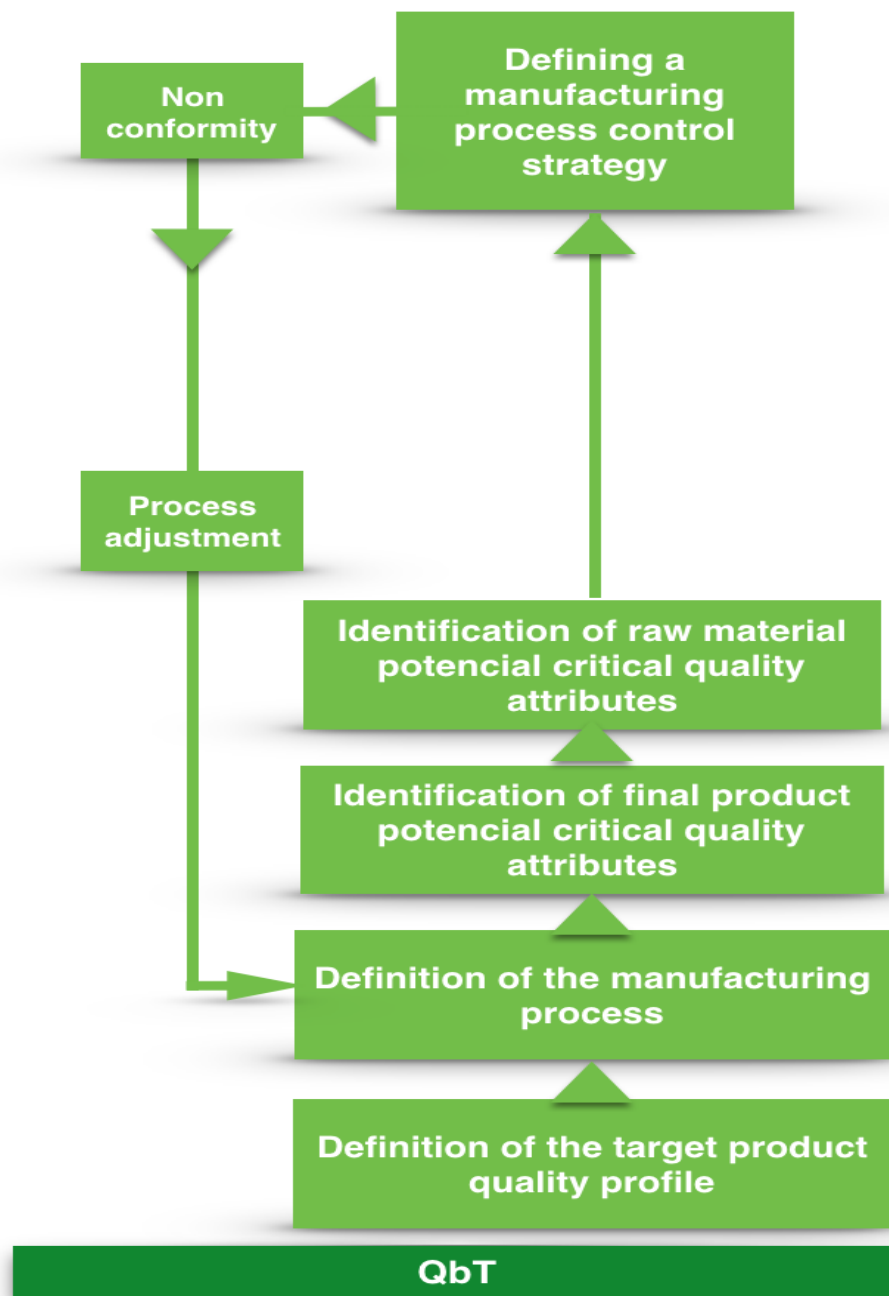 Defining a
manufacturing
process control
strategy
Non
conformity
Process
adjustment
Identification of raw material
potencial critical quality
attributes
Identification of final product
potencial critical quality
attributes
Definition of the manufacturing
process
Definition of the target product
quality profile
QbT